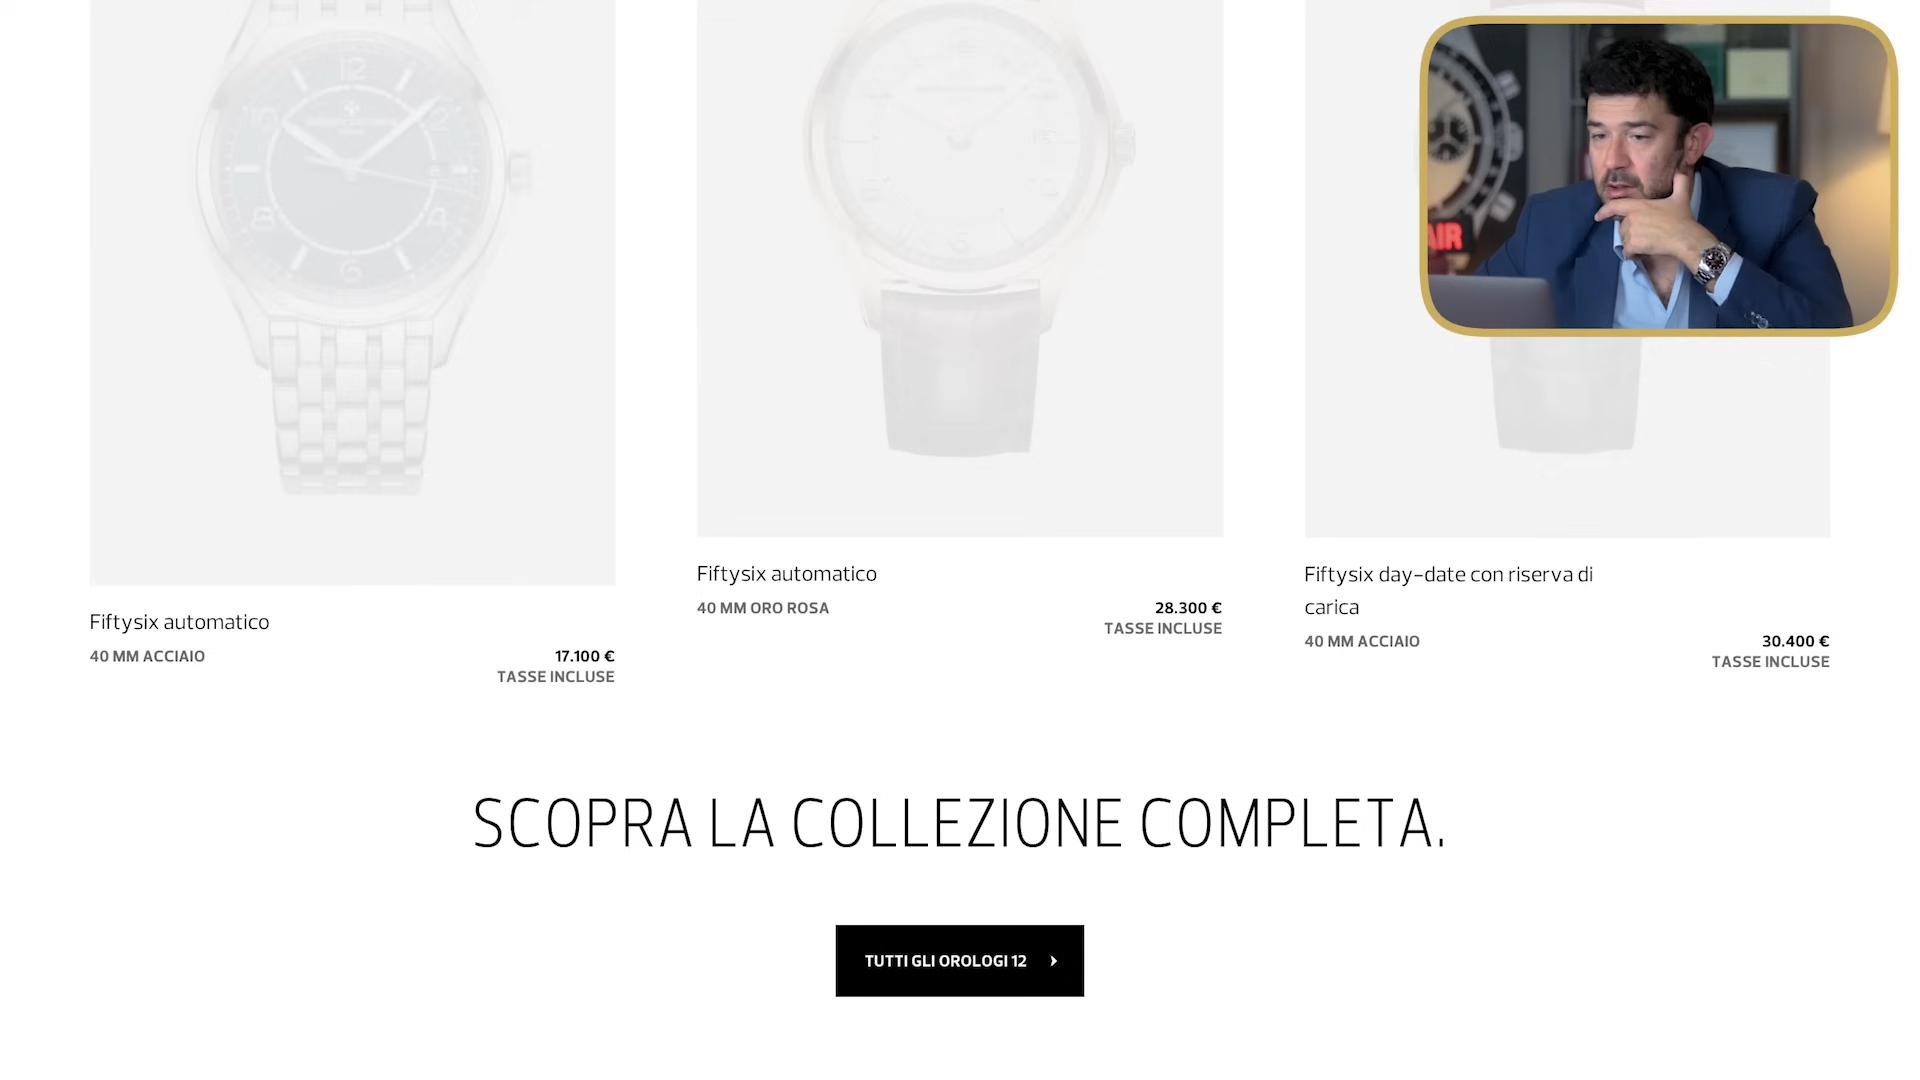 AIR
Fiftysix automatico
40 MM ACCIAIO
17.100 €
TASSE INCLUSE
Fiftysix automatico
40 MM ORO ROSA
28.300 €
TASSE INCLUSE
Fiftysix day-date con riserva di
carica
40 MM ACCIAIO
30.400 €
TASSE INCLUSE
SCOPRA LA COLLEZIONE COMPLETA.
TUTTI GLI OROLOGI 12